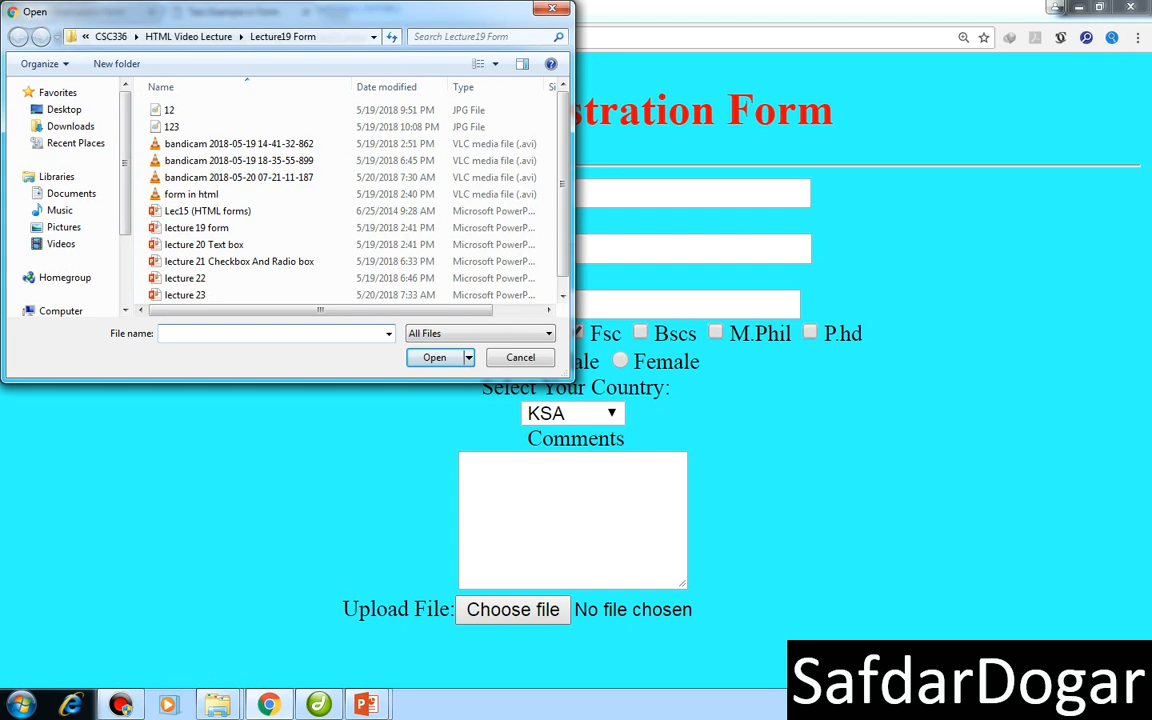 Open
CSC336 HTML Video Lecture Lecture19 Form
Search Lecture19 Form
Organize New folder
Name Date modified Type Si
Favorites
Desktop
Downloads
Recent Places
Libraries
Documents
Music
Pictures
Videos
Homegroup
Computer
12 5/19/2018 9:51 PM JPG File
123 5/19/2018 10:08 PM JPG File
bandicam 2018-05-19 14-41-32-862 5/19/2018 2:51 PM VLC media file (.avi)
bandicam 2018-05-19 18-35-55-899 5/19/2018 6:45 PM VLC media file (.avi)
bandicam 2018-05-20 07-21-11-187 5/20/2018 7:30 AM VLC media file (.avi)
form in html 5/19/2018 2:40 PM VLC media file (.avi)
Lec15 (HTML forms) 6/25/2014 9:28 AM Microsoft PowerP...
lecture 19 form 5/19/2018 2:41 PM Microsoft PowerP...
lecture 20 Text box 5/19/2018 2:41 PM Microsoft PowerP...
lecture 21 Checkbox And Radio box 5/19/2018 6:33 PM Microsoft PowerP...
lecture 22 5/19/2018 6:46 PM Microsoft PowerP...
lecture 23 5/20/2018 7:33 AM Microsoft PowerP...
File name: All Files
Open Cancel
stration Form
Fsc Bscs M.Phil P.hd
ale Female
Select Your Country:
KSA
Comments
Upload File: Choose file No file chosen
SafdarDogar